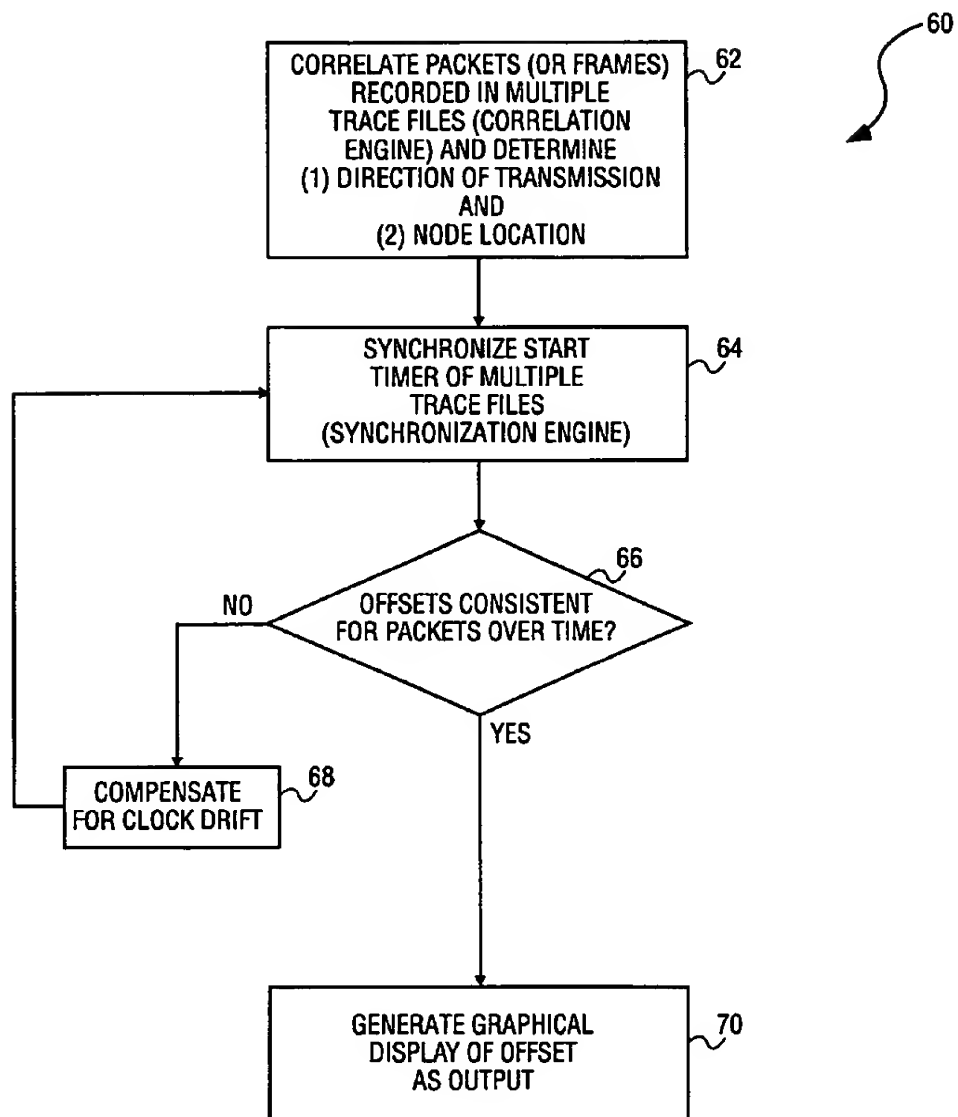 60
62
CORRELATE PACKETS (OR FRAMES)
RECORDED IN MULTIPLE
TRACE FILES (CORRELATION
ENGINE) AND DETERMINE
(1) DIRECTION OF TRANSMISSION
AND
(2) NODE LOCATION
64
SYNCHRONIZE START
TIMER OF MULTIPLE
TRACE FILES
(SYNCHRONIZATION ENGINE)
66
OFFSETS CONSISTENT
FOR PACKETS OVER TIME?
NO
YES
68
COMPENSATE
FOR CLOCK DRIFT
70
GENERATE GRAPHICAL
DISPLAY OF OFFSET
AS OUTPUT